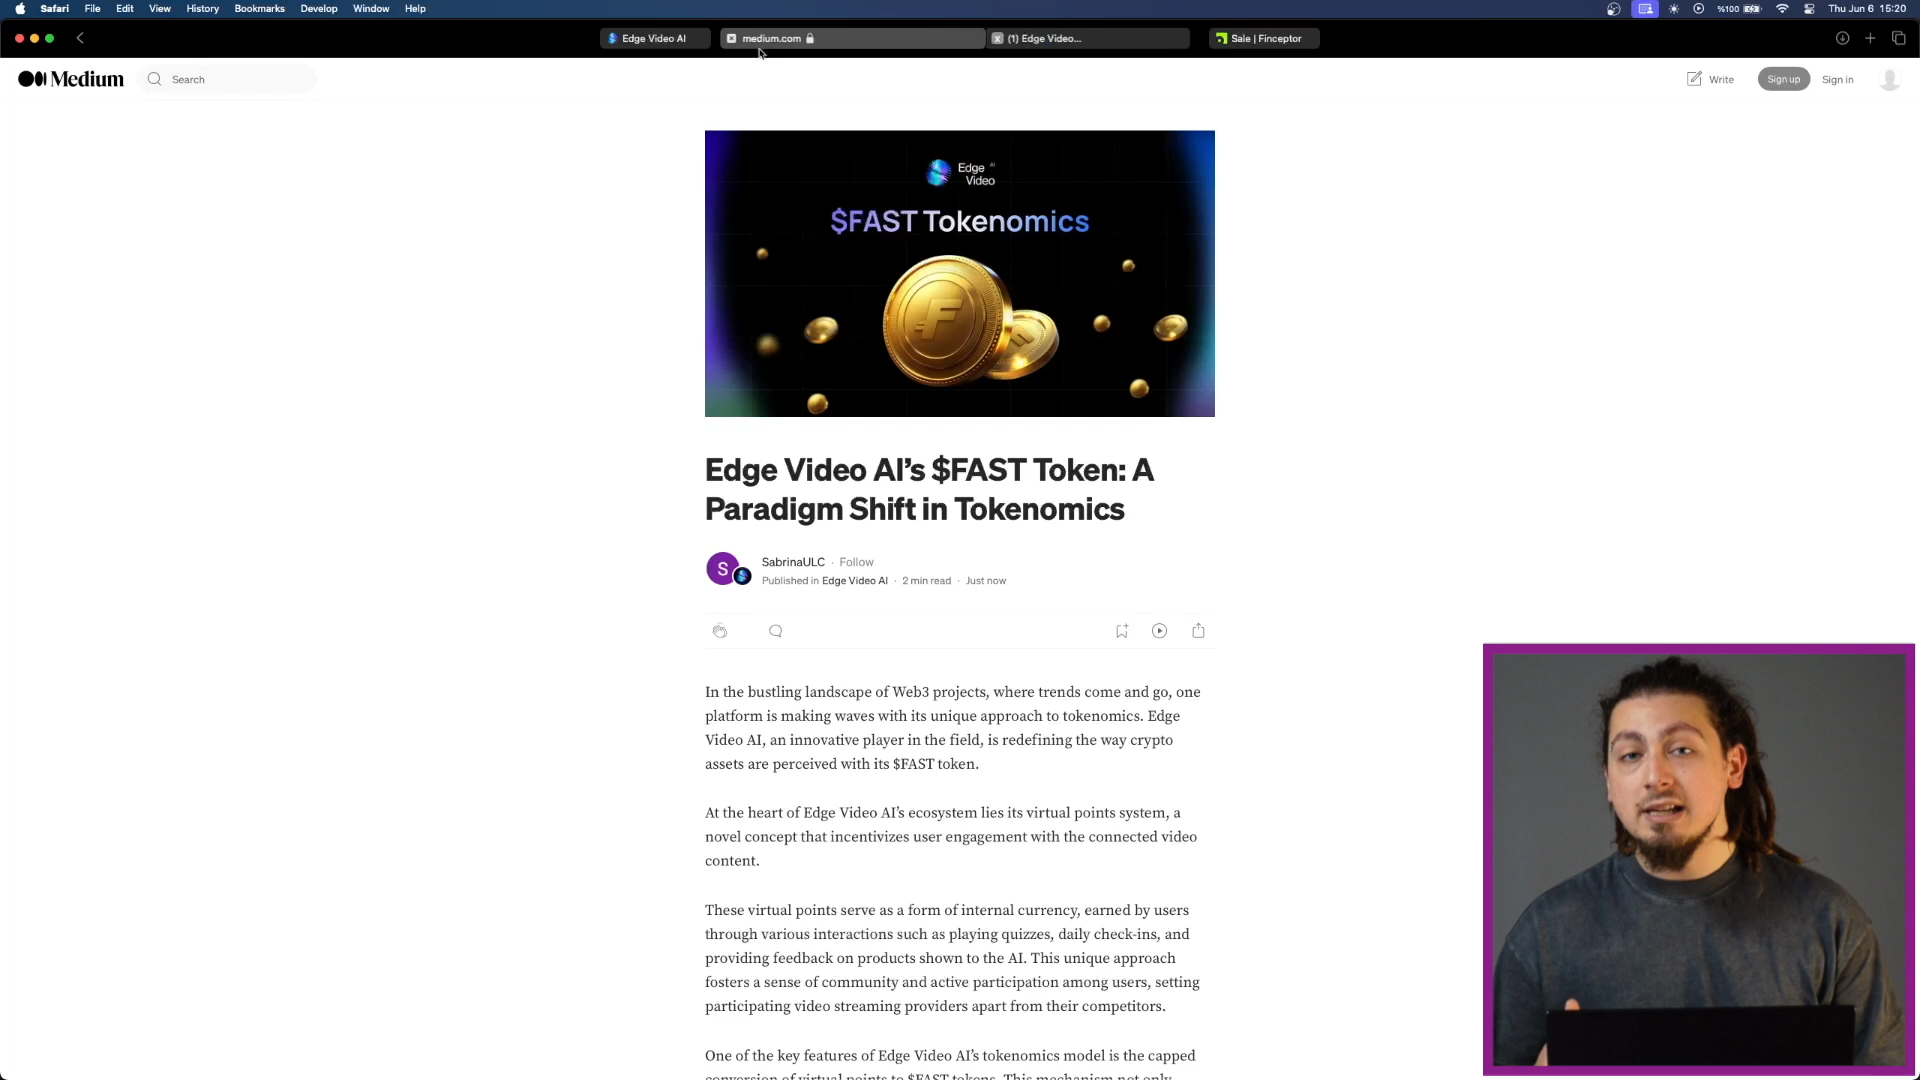 Safari File Edit View History Bookmarks Develop Window Help
%100 Thu Jun 6 15:20
Edge Video AI
medium.com
(1) Edge Video...
Sale | Finceptor
Medium
Search
Write
Sign up
Sign in
Edge AI
Video
$FAST Tokenomics
F
Edge Video AI’s $FAST Token: A
Paradigm Shift in Tokenomics
S
SabrinaULC · Follow
Published in Edge Video AI · 2 min read · Just now
In the bustling landscape of Web3 projects, where trends come and go, one
platform is making waves with its unique approach to tokenomics. Edge
Video AI, an innovative player in the field, is redefining the way crypto
assets are perceived with its $FAST token.
At the heart of Edge Video AI’s ecosystem lies its virtual points system, a
novel concept that incentivizes user engagement with the connected video
content.
These virtual points serve as a form of internal currency, earned by users
through various interactions such as playing quizzes, daily check-ins, and
providing feedback on products shown to the AI. This unique approach
fosters a sense of community and active participation among users, setting
participating video streaming providers apart from their competitors.
One of the key features of Edge Video AI’s tokenomics model is the capped
conversion of virtual points to $FAST tokens. This mechanism not only